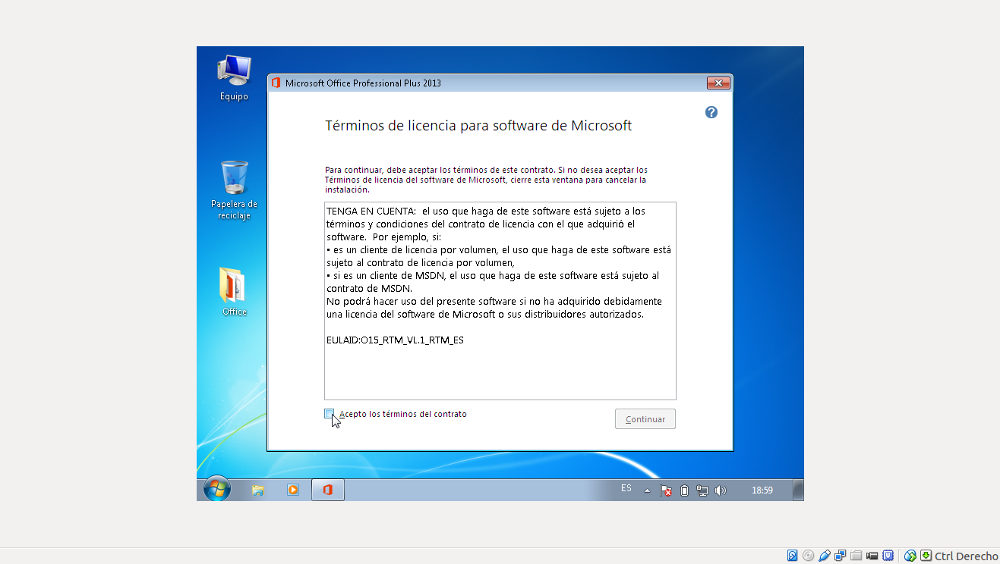 Equipo
Papelera de
reciclaje
Office
Microsoft Office Professional Plus 2013
Términos de licencia para software de Microsoft
Para continuar, debe aceptar los términos de este contrato. Si no desea aceptar los
Términos de licencia del software de Microsoft, cierre esta ventana para cancelar la
instalación.
TENGA EN CUENTA:  el uso que haga de este software está sujeto a los
términos y condiciones del contrato de licencia con el que adquirió el
software.  Por ejemplo, si:
• es un cliente de licencia por volumen, el uso que haga de este software está
sujeto al contrato de licencia por volumen,
• si es un cliente de MSDN, el uso que haga de este software está sujeto al
contrato de MSDN.
No podrá hacer uso del presente software si no ha adquirido debidamente
una licencia del software de Microsoft o sus distribuidores autorizados.
EULAID:O15_RTM_VL.1_RTM_ES
Acepto los términos del contrato
Continuar
ES
18:59
Ctrl Derecho